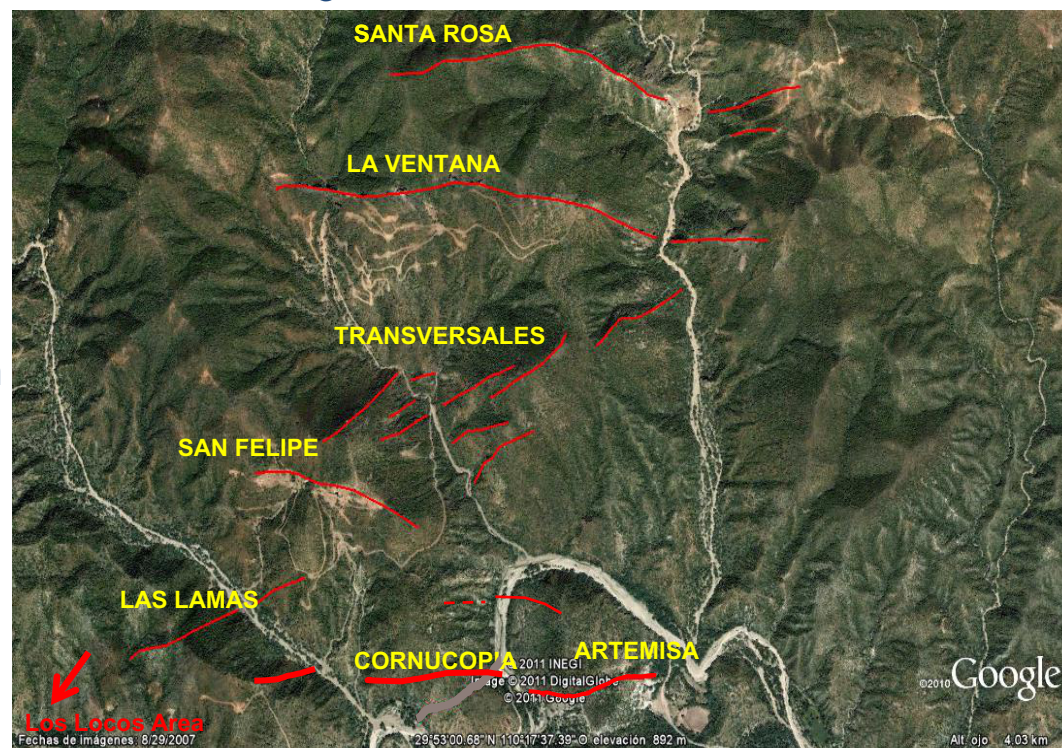 SANTA ROSA
LA VENTANA
TRANSVERSALES
SAN FELIPE
LAS LAMAS
CORNUCOPIA
ARTEMISA
© 2011 INEGI
Image © 2011 DigitalGlobe
© 2011 Google
©2010 Google
Los Locos Area
Fechas de imágenes: 8/29/2007
29°53'00.68" N 110°17'37.39" O elevación 892 m
Alt. ojo 4.03 km